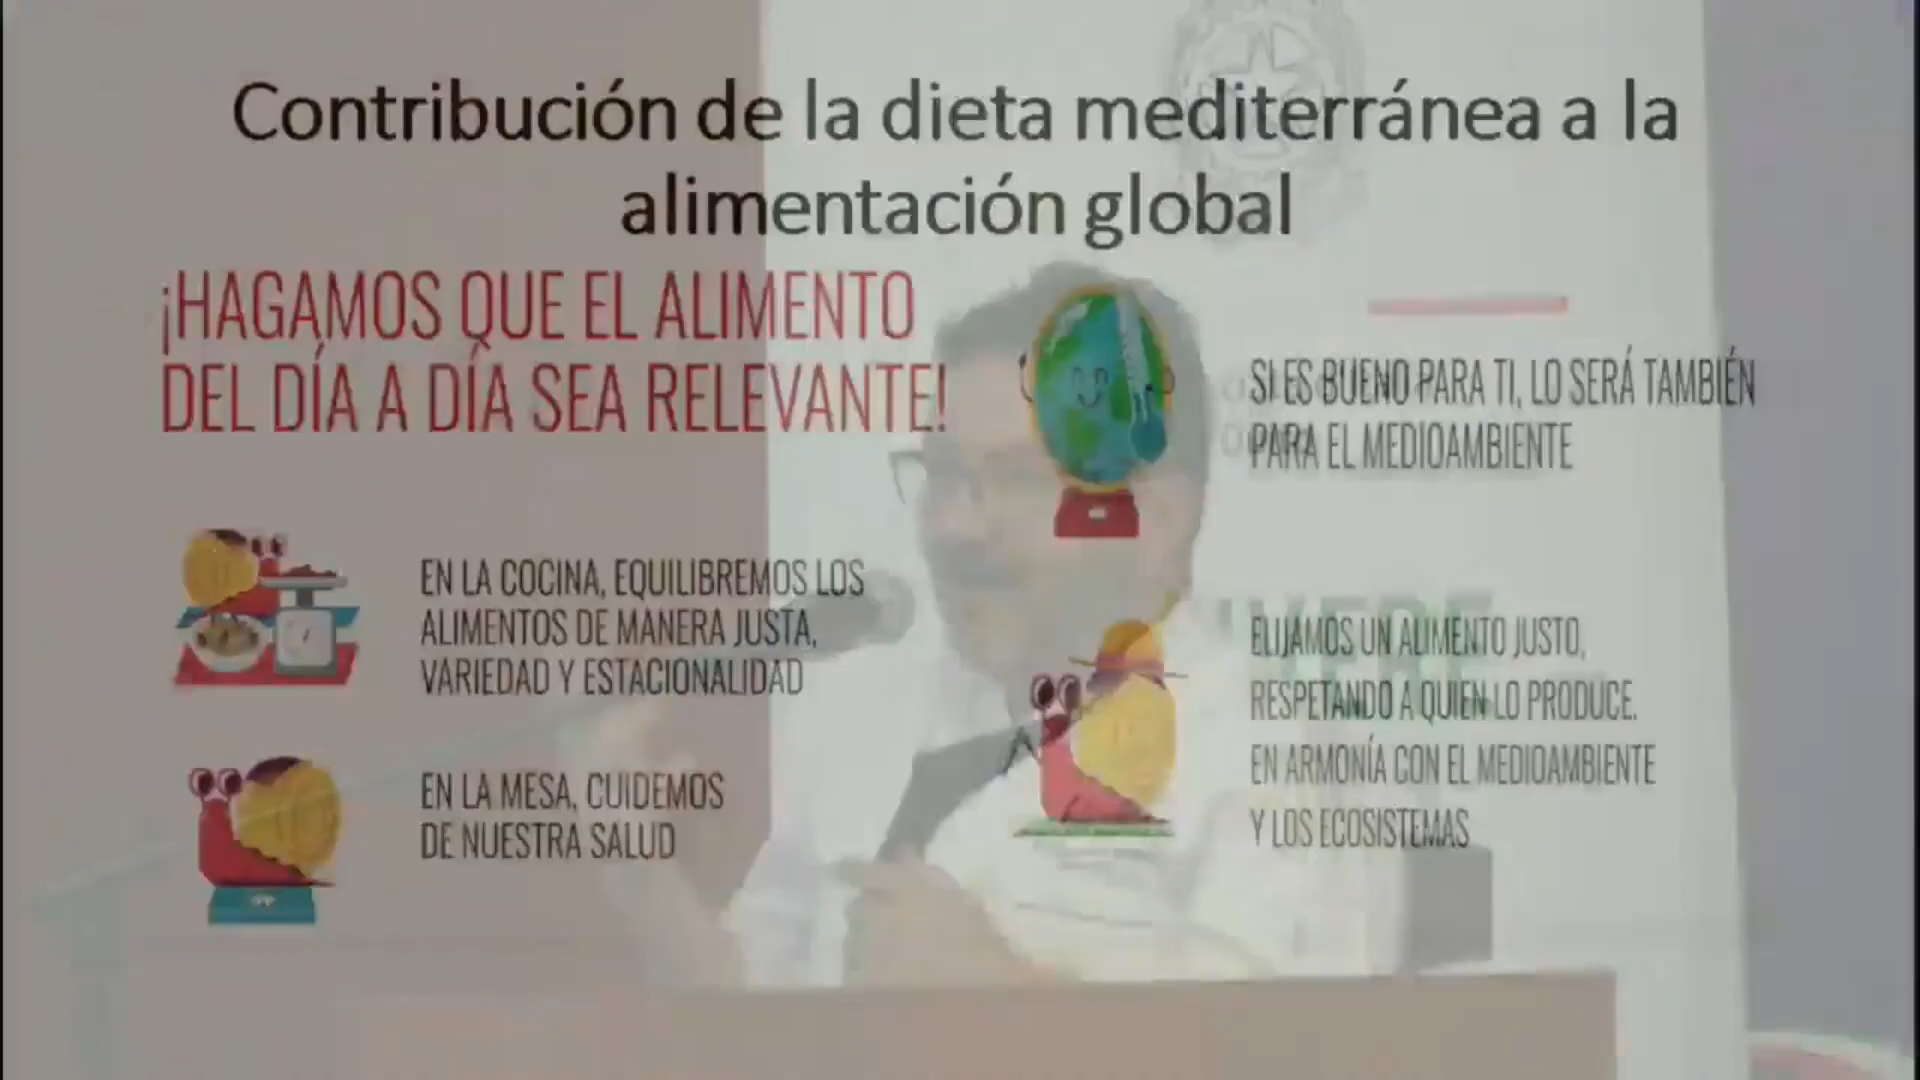 Contribución de la dieta mediterránea a la
alimentación global
¡HAGAMOS QUE EL ALIMENTO
DEL DÍA A DÍA SEA RELEVANTE!
EN LA COCINA, EQUILIBREMOS LOS
ALIMENTOS DE MANERA JUSTA,
VARIEDAD Y ESTACIONALIDAD
EN LA MESA, CUIDEMOS
DE NUESTRA SALUD
SI ES BUENO PARA TI, LO SERÁ TAMBIÉN
PARA EL MEDIOAMBIENTE
ELIJAMOS UN ALIMENTO JUSTO,
RESPETANDO A QUIEN LO PRODUCE.
EN ARMONÍA CON EL MEDIOAMBIENTE
Y LOS ECOSISTEMAS